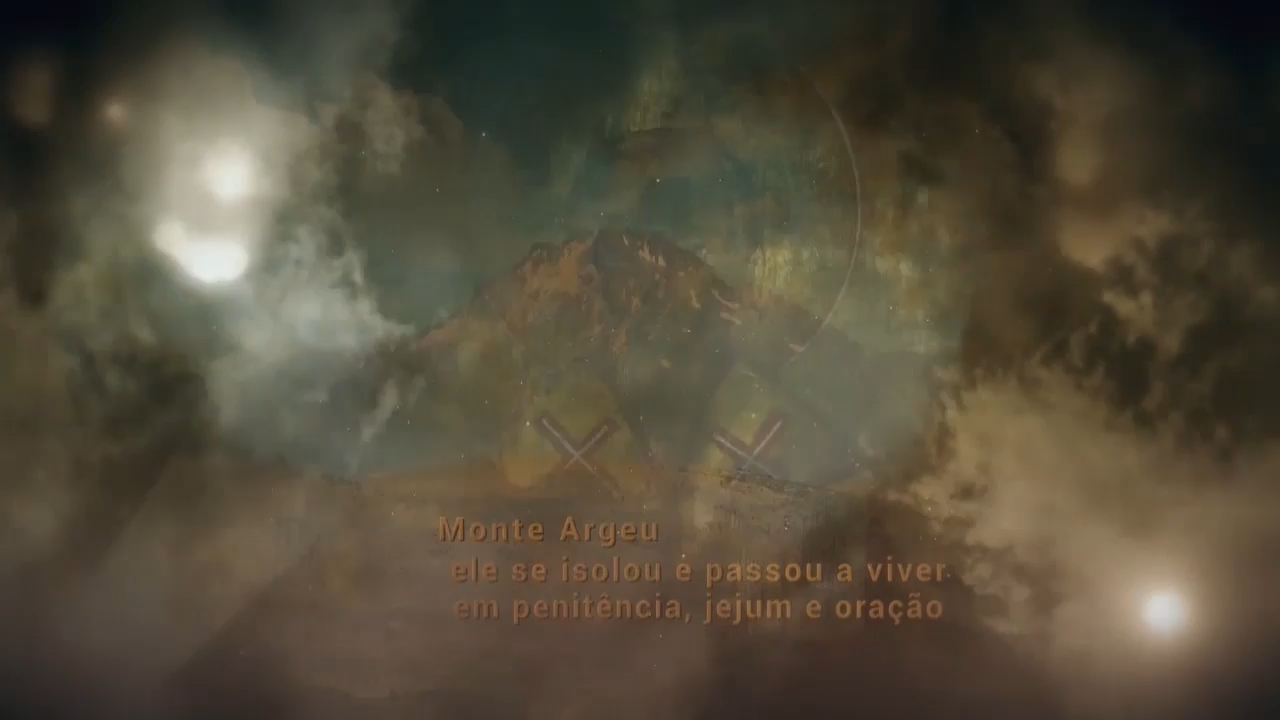 Monte Argeu
ele se isolou e passou a viver
em penitência, jejum e oração